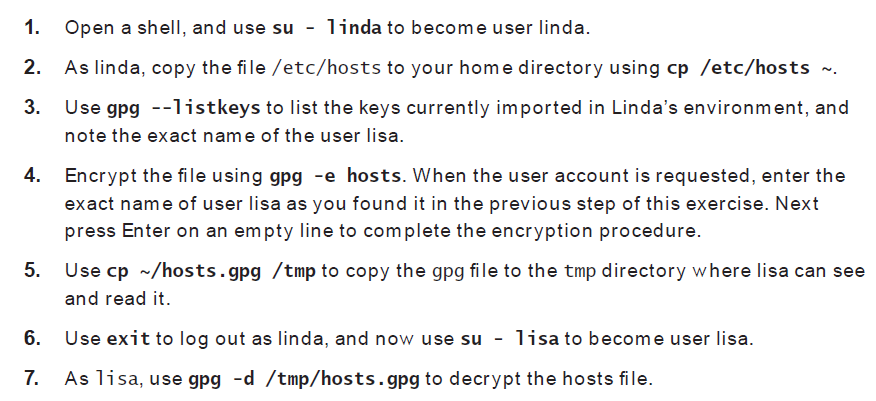 1. Open a shell, and use su - linda to become user linda.
2. As linda, copy the file /etc/hosts to your home directory using cp /etc/hosts ~.
3. Use gpg --listkeys to list the keys currently imported in Linda's environment, and
note the exact name of the user lisa.
4. Encrypt the file using gpg -e hosts. When the user account is requested, enter the
exact name of user lisa as you found it in the previous step of this exercise. Next
press Enter on an empty line to complete the encryption procedure.
5. Use cp ~/hosts.gpg /tmp to copy the gpg file to the tmp directory where lisa can see
and read it.
6. Use exit to log out as linda, and now use su - lisa to become user lisa.
7. As lisa, use gpg -d /tmp/hosts.gpg to decrypt the hosts file.